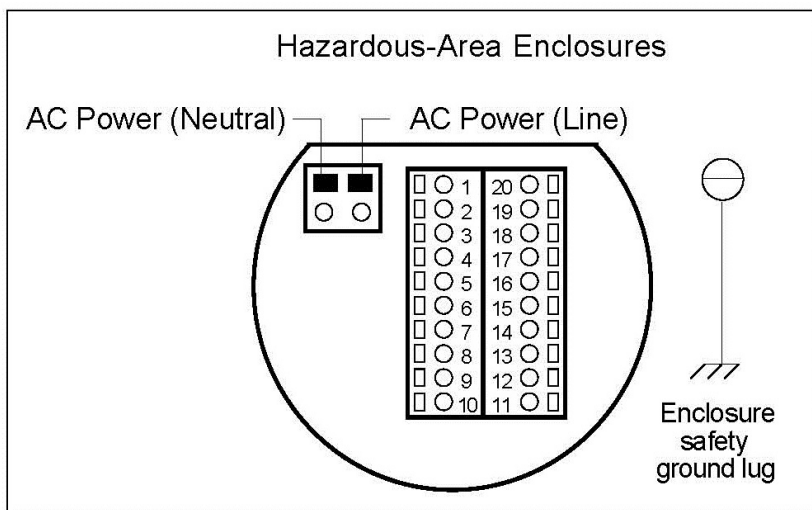 Hazardous-Area Enclosures
AC Power (Neutral)
AC Power (Line)
1 20
2 19
3 18
4 17
5 16
6 15
7 14
8 13
9 12
10 11
Enclosure
safety
ground lug